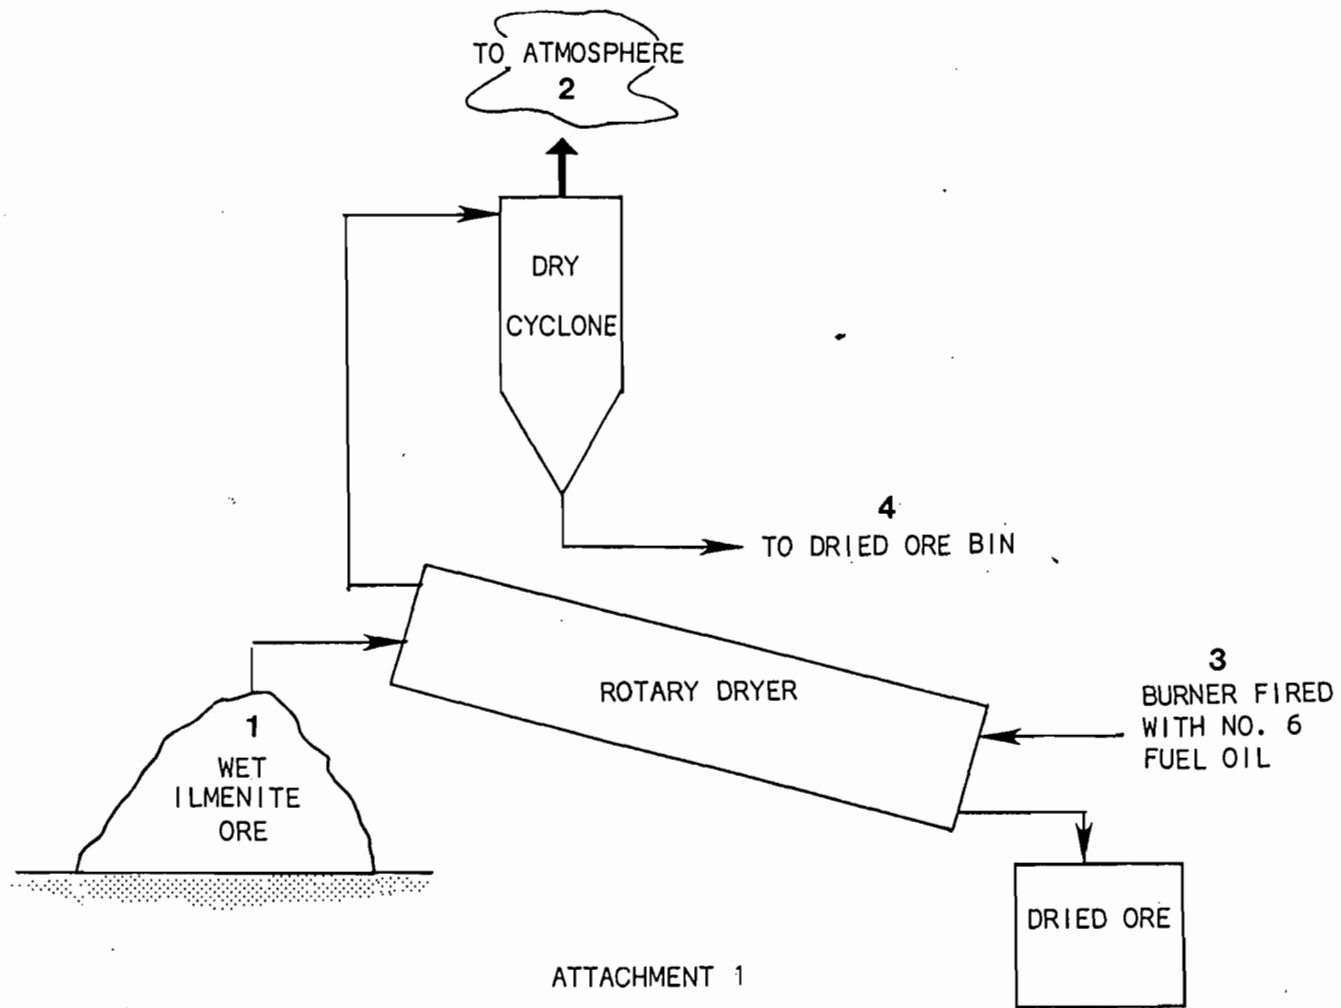 TO ATMOSPHERE
2
DRY
CYCLONE
4
TO DRIED ORE BIN
3
BURNER FIRED
WITH NO. 6
FUEL OIL
ROTARY DRYER
1
WET
ILMENITE
ORE
DRIED ORE
ATTACHMENT 1